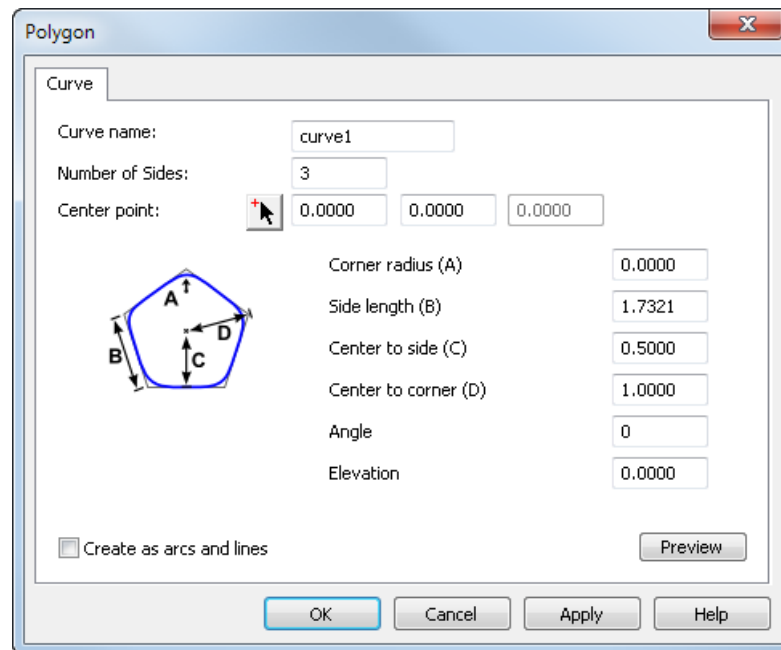 Polygon
Curve
Curve name: curve1
Number of Sides: 3
Center point: 0.0000 0.0000 0.0000
Corner radius (A) 0.0000
Side length (B) 1.7321
Center to side (C) 0.5000
Center to corner (D) 1.0000
Angle 0
Elevation 0.0000
A
D
B
C
Create as arcs and lines Preview
OK Cancel Apply Help